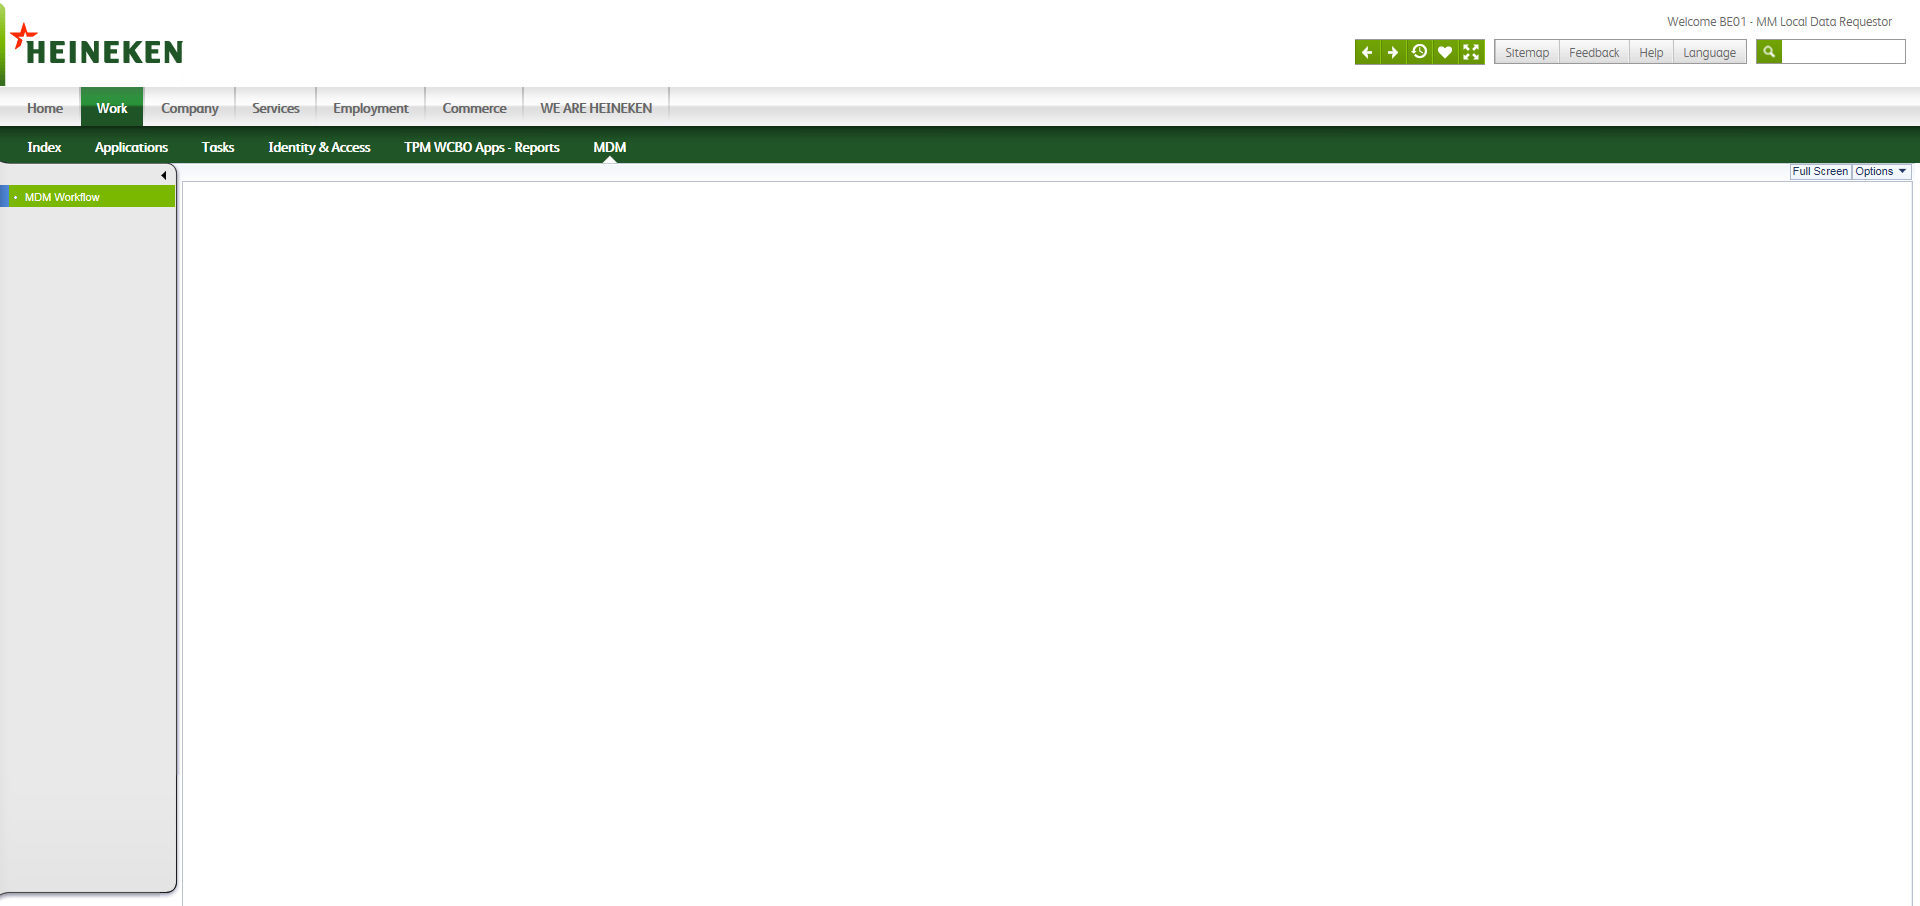 Welcome BE01 - MM Local Data Requestor
HEINEKEN
Sitemap Feedback Help Language
Home Work Company Services Employment Commerce WE ARE HEINEKEN
Index Applications Tasks Identity & Access TPM WCBO Apps - Reports MDM
Full Screen Options
MDM Workflow